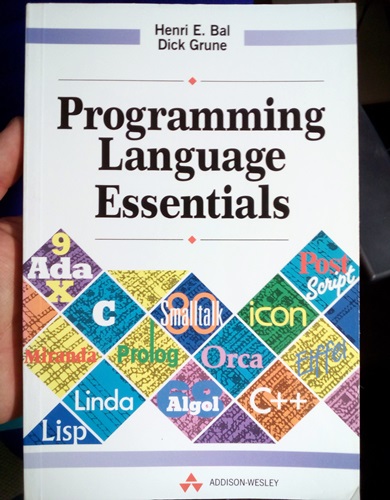 Henri E. Bal
Dick Grune
Programming
Language
Essentials
Ada
9
X
C
Smalltalk
80
icon
Post
Script
Miranda
Prolog
Orca
Eiffel
Linda
Algol
68
C++
Lisp
ADDISON-WESLEY